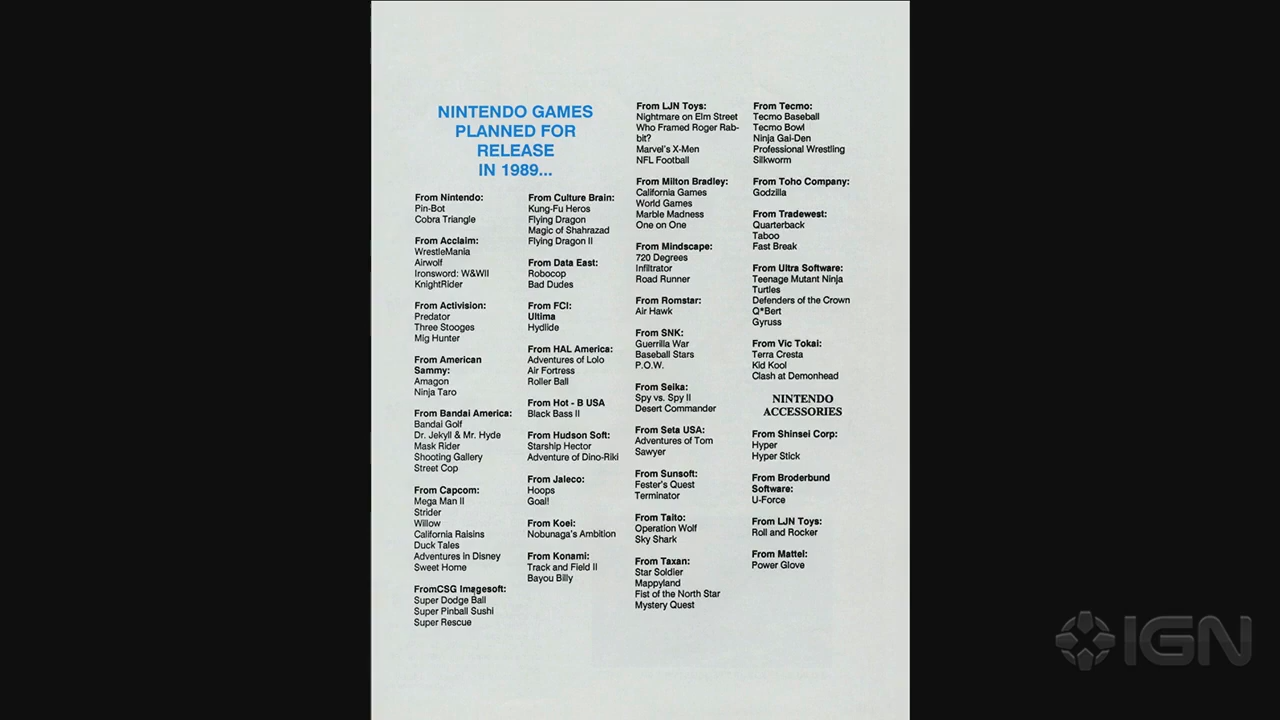 NINTENDO GAMES
PLANNED FOR
RELEASE
IN 1989...
From Nintendo:
Pin-Bot
Cobra Triangle
From Acclaim:
WrestleMania
Airwolf
Ironsword: W&WII
KnightRider
From Activision:
Predator
Three Stooges
Mig Hunter
From American
Sammy:
Amagon
Ninja Taro
From Bandai America:
Bandai Golf
Dr. Jekyll & Mr. Hyde
Mask Rider
Shooting Gallery
Street Cop
From Capcom:
Mega Man II
Strider
Willow
California Raisins
Duck Tales
Adventures in Disney
Sweet Home
FromCSG Imagesoft:
Super Dodge Ball
Super Pinball Sushi
Super Rescue
From Culture Brain:
Kung-Fu Heros
Flying Dragon
Magic of Shahrazad
Flying Dragon II
From Data East:
Robocop
Bad Dudes
From FCI:
Ultima
Hydlide
From HAL America:
Adventures of Lolo
Air Fortress
Roller Ball
From Hot - B USA
Black Bass II
From Hudson Soft:
Starship Hector
Adventure of Dino-Riki
From Jaleco:
Hoops
Goal!
From Koei:
Nobunaga's Ambition
From Konami:
Track and Field II
Bayou Billy
From LJN Toys:
Nightmare on Elm Street
Who Framed Roger Rab-
bit?
Marvel's X-Men
NFL Football
From Milton Bradley:
California Games
World Games
Marble Madness
One on One
From Mindscape:
720 Degrees
Infiltrator
Road Runner
From Romstar:
Air Hawk
From SNK:
Guerrilla War
Baseball Stars
P.O.W.
From Seika:
Spy vs. Spy II
Desert Commander
From Seta USA:
Adventures of Tom
Sawyer
From Sunsoft:
Fester's Quest
Terminator
From Taito:
Operation Wolf
Sky Shark
From Taxan:
Star Soldier
Mappyland
Fist of the North Star
Mystery Quest
From Tecmo:
Tecmo Baseball
Tecmo Bowl
Ninja Gai-Den
Professional Wrestling
Silkworm
From Toho Company:
Godzilla
From Tradewest:
Quarterback
Taboo
Fast Break
From Ultra Software:
Teenage Mutant Ninja
Turtles
Defenders of the Crown
Q*Bert
Gyruss
From Vic Tokai:
Terra Cresta
Kid Kool
Clash at Demonhead
NINTENDO
ACCESSORIES
From Shinsei Corp:
Hyper
Hyper Stick
From Broderbund
Software:
U-Force
From LJN Toys:
Roll and Rocker
From Mattel:
Power Glove
IGN